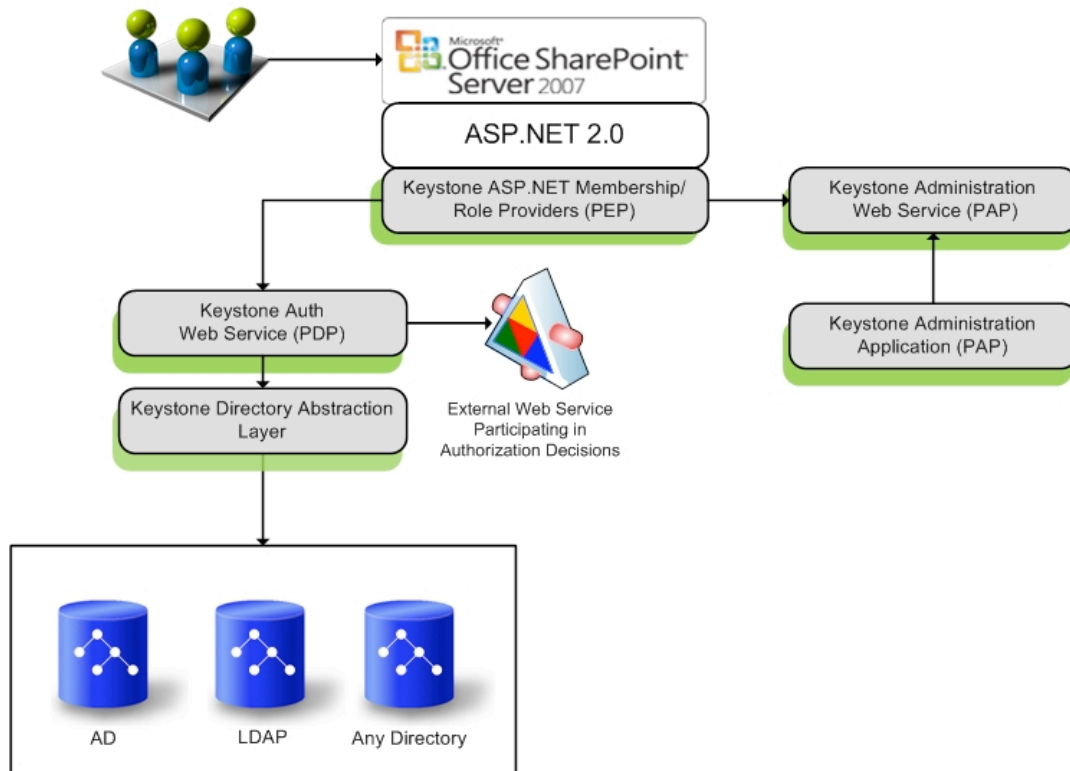 Microsoft®
Office SharePoint®
Server 2007
ASP.NET 2.0
Keystone ASP.NET Membership/
Role Providers (PEP)
Keystone Administration
Web Service (PAP)
Keystone Auth
Web Service (PDP)
Keystone Administration
Application (PAP)
Keystone Directory Abstraction
Layer
External Web Service
Participating in
Authorization Decisions
AD
LDAP
Any Directory